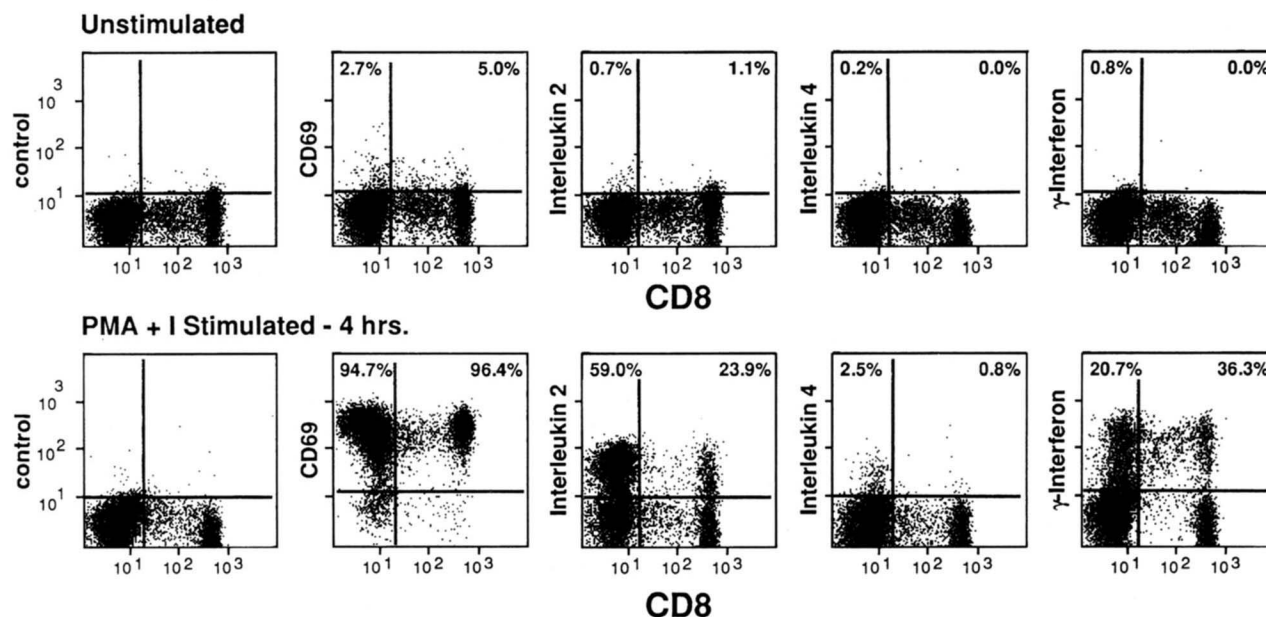 Unstimulated
control
10 3
10 2
10 1
10 1 10 2 10 3
CD69
2.7% 5.0%
10 1 10 2 10 3
Interleukin 2
0.7% 1.1%
10 1 10 2 10 3
Interleukin 4
0.2% 0.0%
10 1 10 2 10 3
γ-Interferon
0.8% 0.0%
10 1 10 2 10 3
CD8
PMA + I Stimulated - 4 hrs.
control
10 3
10 2
10 1
10 1 10 2 10 3
CD69
94.7% 96.4%
10 1 10 2 10 3
Interleukin 2
59.0% 23.9%
10 1 10 2 10 3
Interleukin 4
2.5% 0.8%
10 1 10 2 10 3
γ-Interferon
20.7% 36.3%
10 1 10 2 10 3
CD8